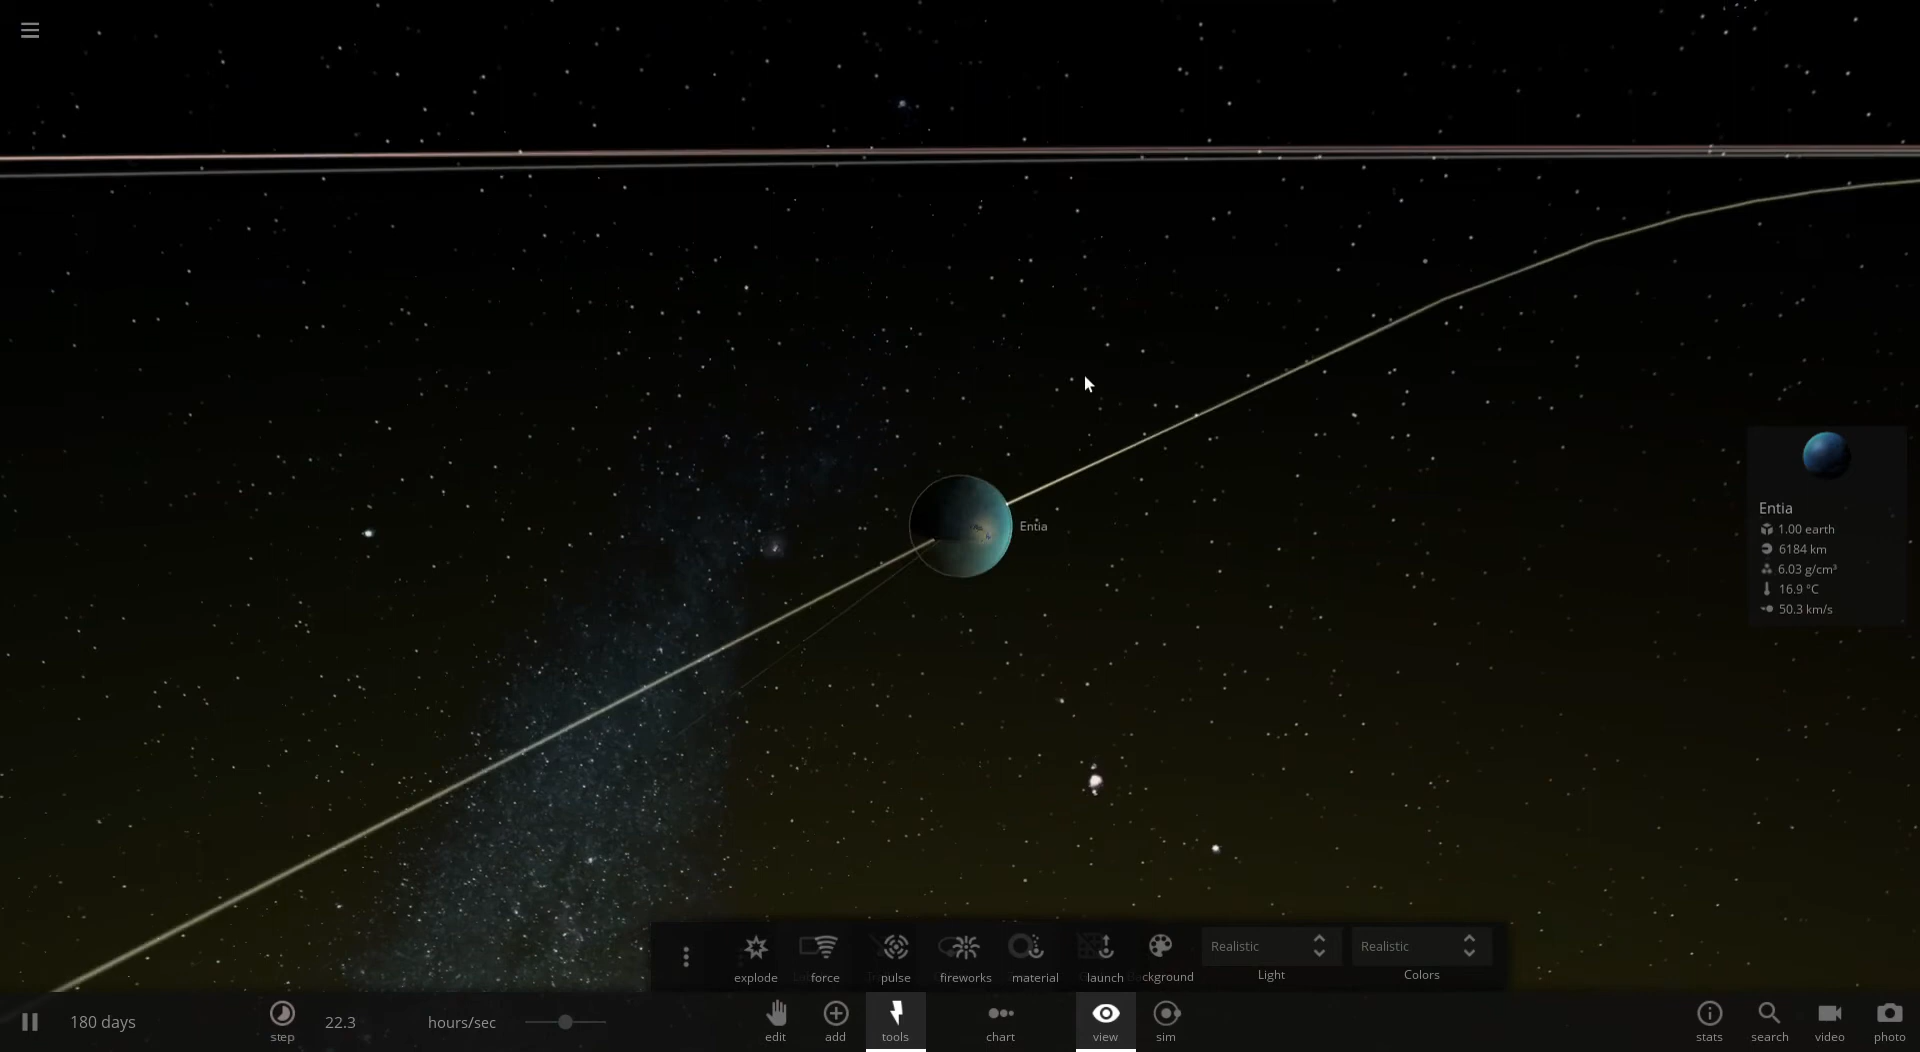 Entia
Entia
1.00 earth
6184 km
6.03 g/cm³
16.9 °C
50.3 km/s
explode
force
pulse
fireworks
material
launch
ckground
Realistic
Light
Realistic
Colors
180 days
step
22.3
hours/sec
edit
add
tools
chart
view
sim
stats
search
video
photo